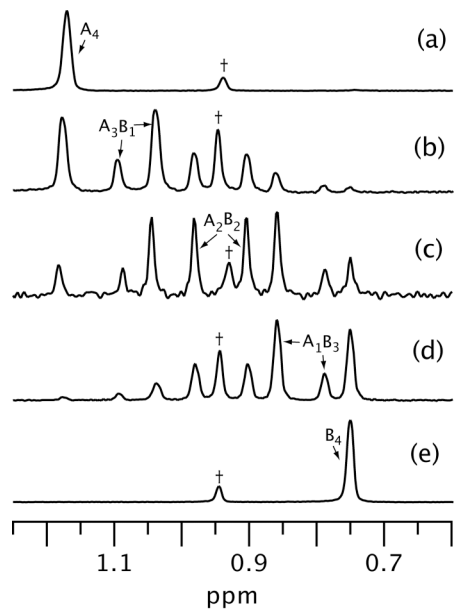 A4
†
(a)
A3B1
†
(b)
A2B2
†
(c)
†
A1B3
(d)
B4
†
(e)
1.1 0.9 0.7
ppm